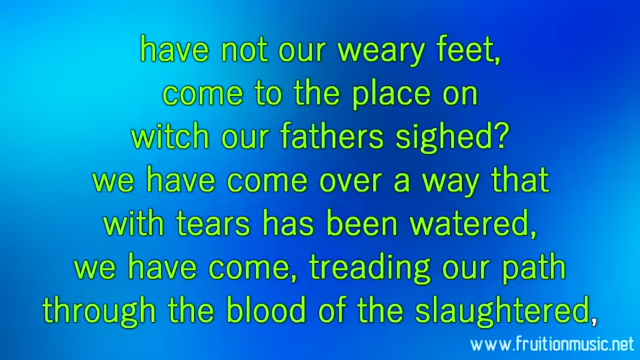 have not our weary feet,
come to the place on
witch our fathers sighed?
we have come over a way that
with tears has been watered,
we have come, treading our path
through the blood of the slaughtered,
www.fruitionmusic.net